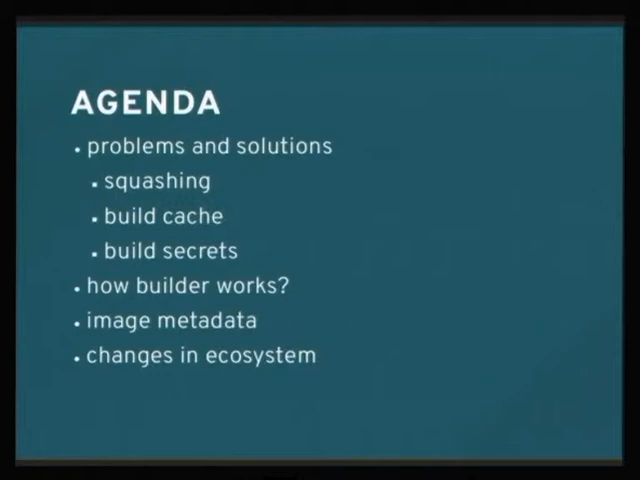 AGENDA
• problems and solutions
• squashing
• build cache
• build secrets
• how builder works?
• image metadata
• changes in ecosystem